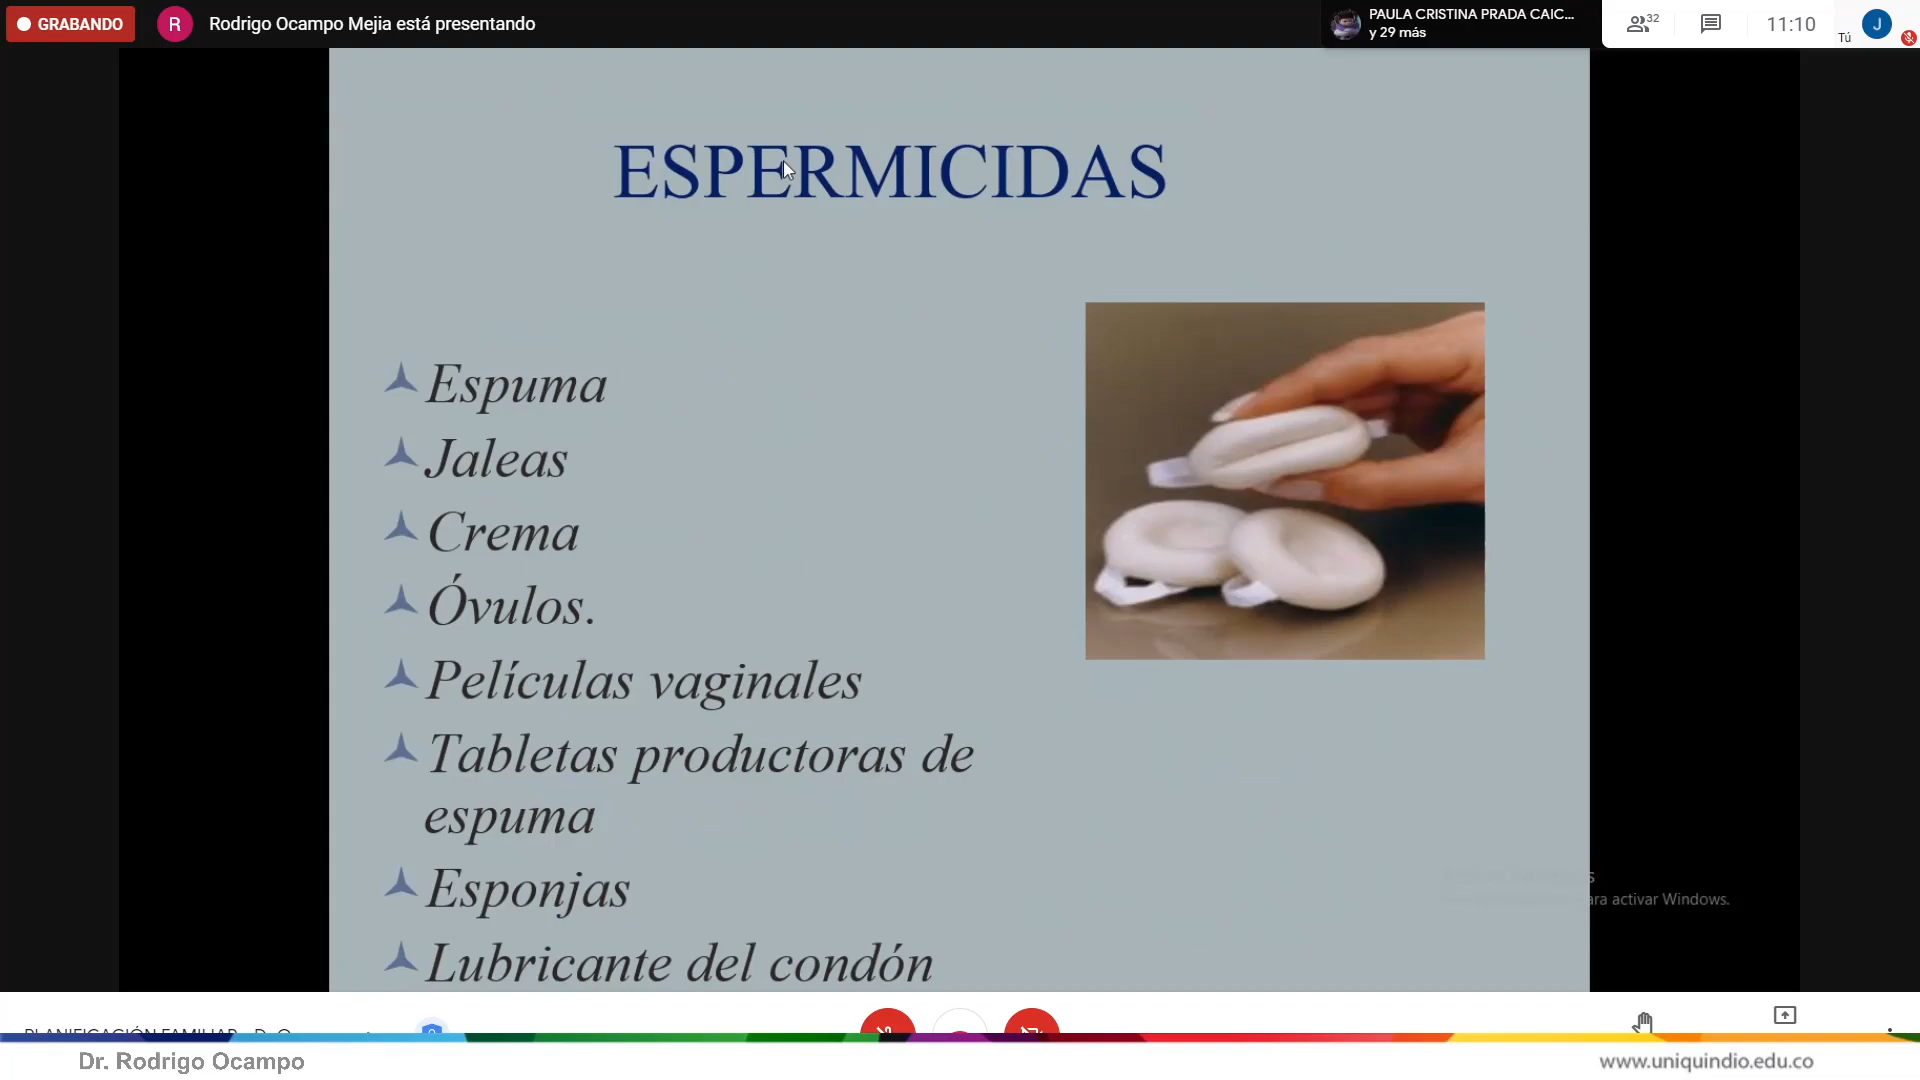 GRABANDO
R
Rodrigo Ocampo Mejia está presentando
PAULA CRISTINA PRADA CAIC...
y 29 más
32
11:10
Tú
J
ESPERMICIDAS
Espuma
Jaleas
Crema
Óvulos.
Películas vaginales
Tabletas productoras de
espuma
Esponjas
Lubricante del condón
activar Windows.
PLANIFICACIÓN FAMILIAR
Dr. Rodrigo Ocampo
www.uniquindio.edu.co